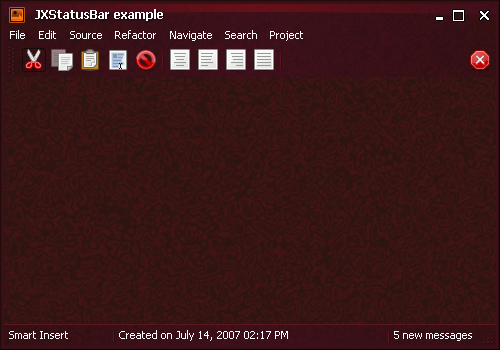 JXStatusBar example
File Edit Source Refactor Navigate Search Project
Smart Insert Created on July 14, 2007 02:17 PM 5 new messages